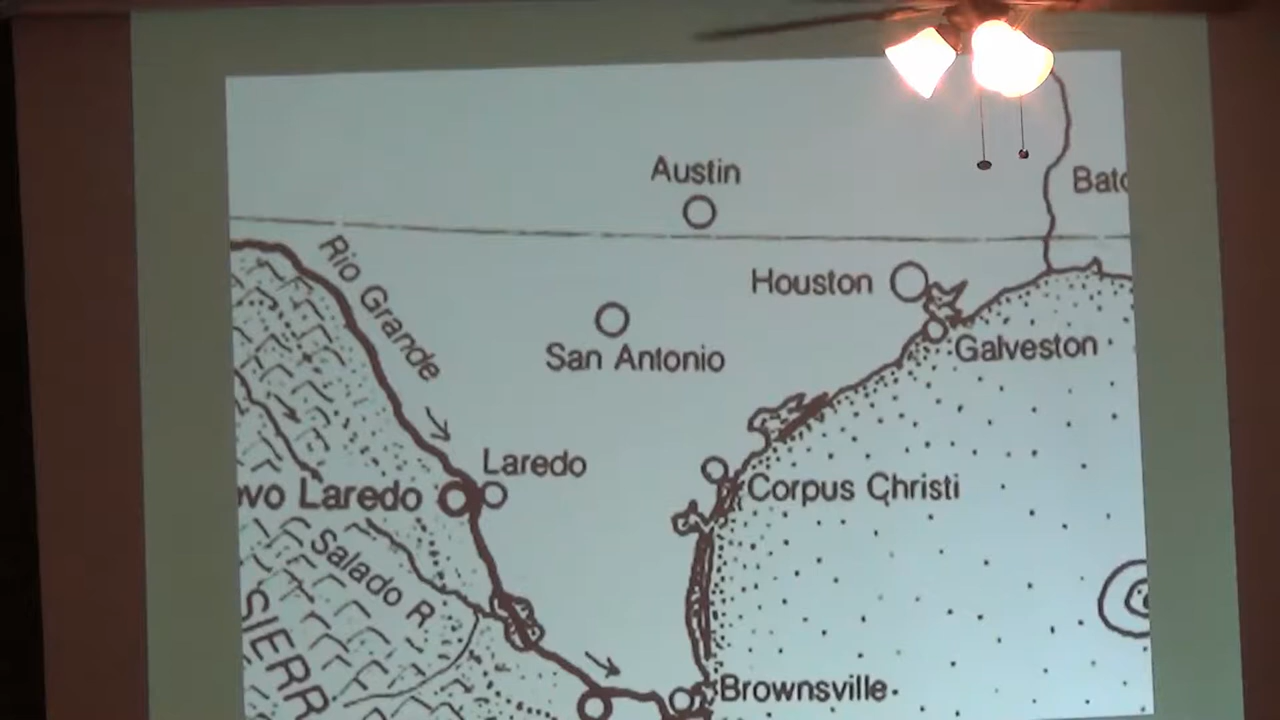 Austin
Bato
Rio Grande
Houston
San Antonio
Galveston
Laredo
vo Laredo
Corpus Christi
Salado R
SIERR
Brownsville